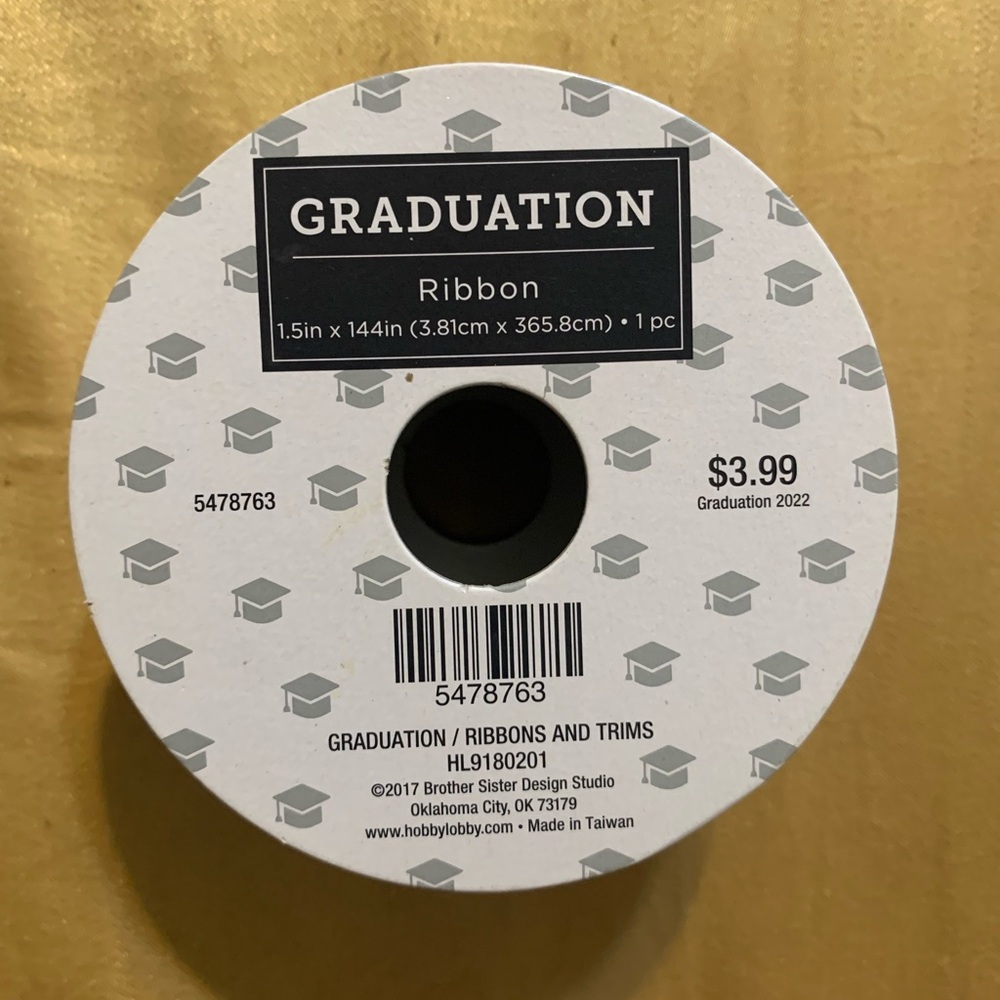 GRADUATION
Ribbon
1.5in x 144in (3.81cm x 365.8cm) • 1 pc
5478763
$3.99
Graduation 2022
5478763
GRADUATION / RIBBONS AND TRIMS
HL9180201
©2017 Brother Sister Design Studio
Oklahoma City, OK 73179
www.hobbylobby.com • Made in Taiwan